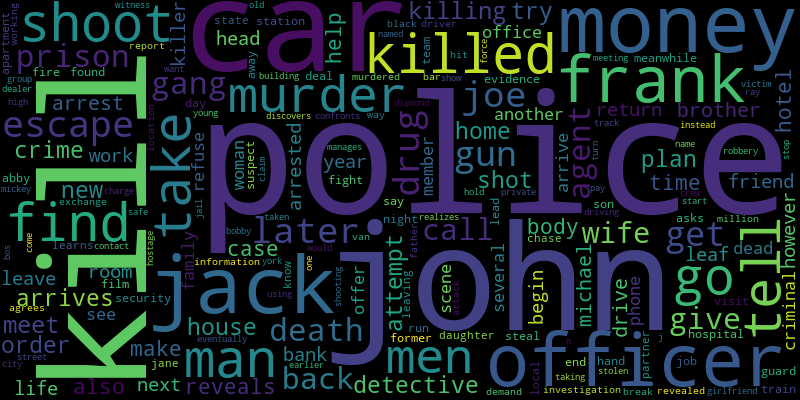 police
john
kill
car
money
killed
frank
officer
jack
shoot
murder
find
go
tell
take
man
men
gun
drug
agent
gang
prison
escape
joe
get
give
wife
death
later
call
back
detective
house
home
plan
killing
try
killer
head
help
office
state
station
black
driver
witness
old
working
apartment
report
named
want
away
team
hit
force
meeting
meanwhile
group
fire
found
building
deal
murdered
bar
show
evidence
victim
dealer
arrest
day
young
discovers
confronts
way
diamond
another
return
brother
ray
hotel
high
location
manages
track
instead
crime
work
refuse
woman
suspect
arrested
year
fight
member
shot
arrive
turn
time
name
robbery
friend
stop
abby
mickey
new
charge
jail
claim
hold
private
pay
crew
start
exchange
safe
say
lead
son
driving
million
asks
however
criminal
bos
come
learns
contact
hostage
family
taken
bobby
van
night
realizes
father
case
several
body
chase
leave
room
film
information
york
know
one
would
offer
attempt
leaving
scene
attack
begin
michael
drive
phone
leaf
dead
visit
arrives
security
see
using
shooting
meet
agrees
order
make
reveals
bank
eventually
earlier
former
run
daughter
steal
partner
hospital
j
n
street
city
life
also
next
jane
demand
end
taking
hand
stolen
investigation
local
break
job
revealed
girlfriend
guard
train